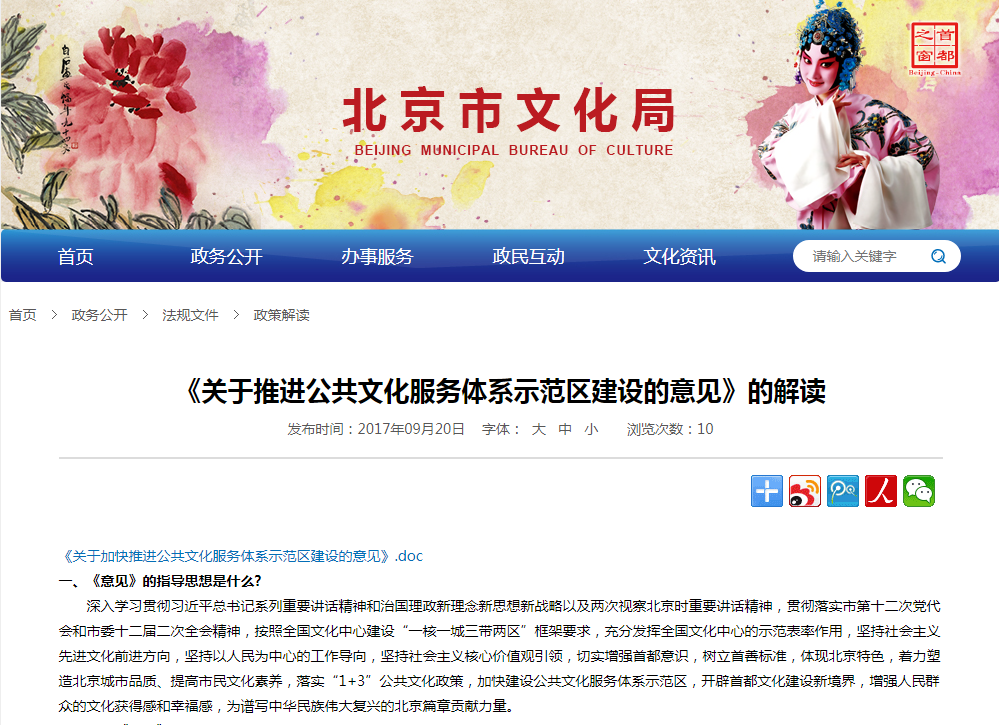 首都
之窗
Beijing-China
北京市文化局
BEIJING MUNICIPAL BUREAU OF CULTURE
首页 政务公开 办事服务 政民互动 文化资讯 请输入关键字
首页 > 政务公开 > 法规文件 > 政策解读
《关于推进公共文化服务体系示范区建设的意见》的解读
发布时间：2017年09月20日 字体： 大 中 小 浏览次数：10
人
《关于加快推进公共文化服务体系示范区建设的意见》.doc
一、《意见》的指导思想是什么?
深入学习贯彻习近平总书记系列重要讲话精神和治国理政新理念新思想新战略以及两次视察北京时重要讲话精神，贯彻落实市第十二次党代
会和市委十二届二次全会精神，按照全国文化中心建设“一核一城三带两区”框架要求，充分发挥全国文化中心的示范表率作用，坚持社会主义
先进文化前进方向，坚持以人民为中心的工作导向，坚持社会主义核心价值观引领，切实增强首都意识，树立首善标准，体现北京特色，着力塑
造北京城市品质、提高市民文化素养，落实“1+3”公共文化政策，加快建设公共文化服务体系示范区，开辟首都文化建设新境界，增强人民群
众的文化获得感和幸福感，为谱写中华民族伟大复兴的北京篇章贡献力量。